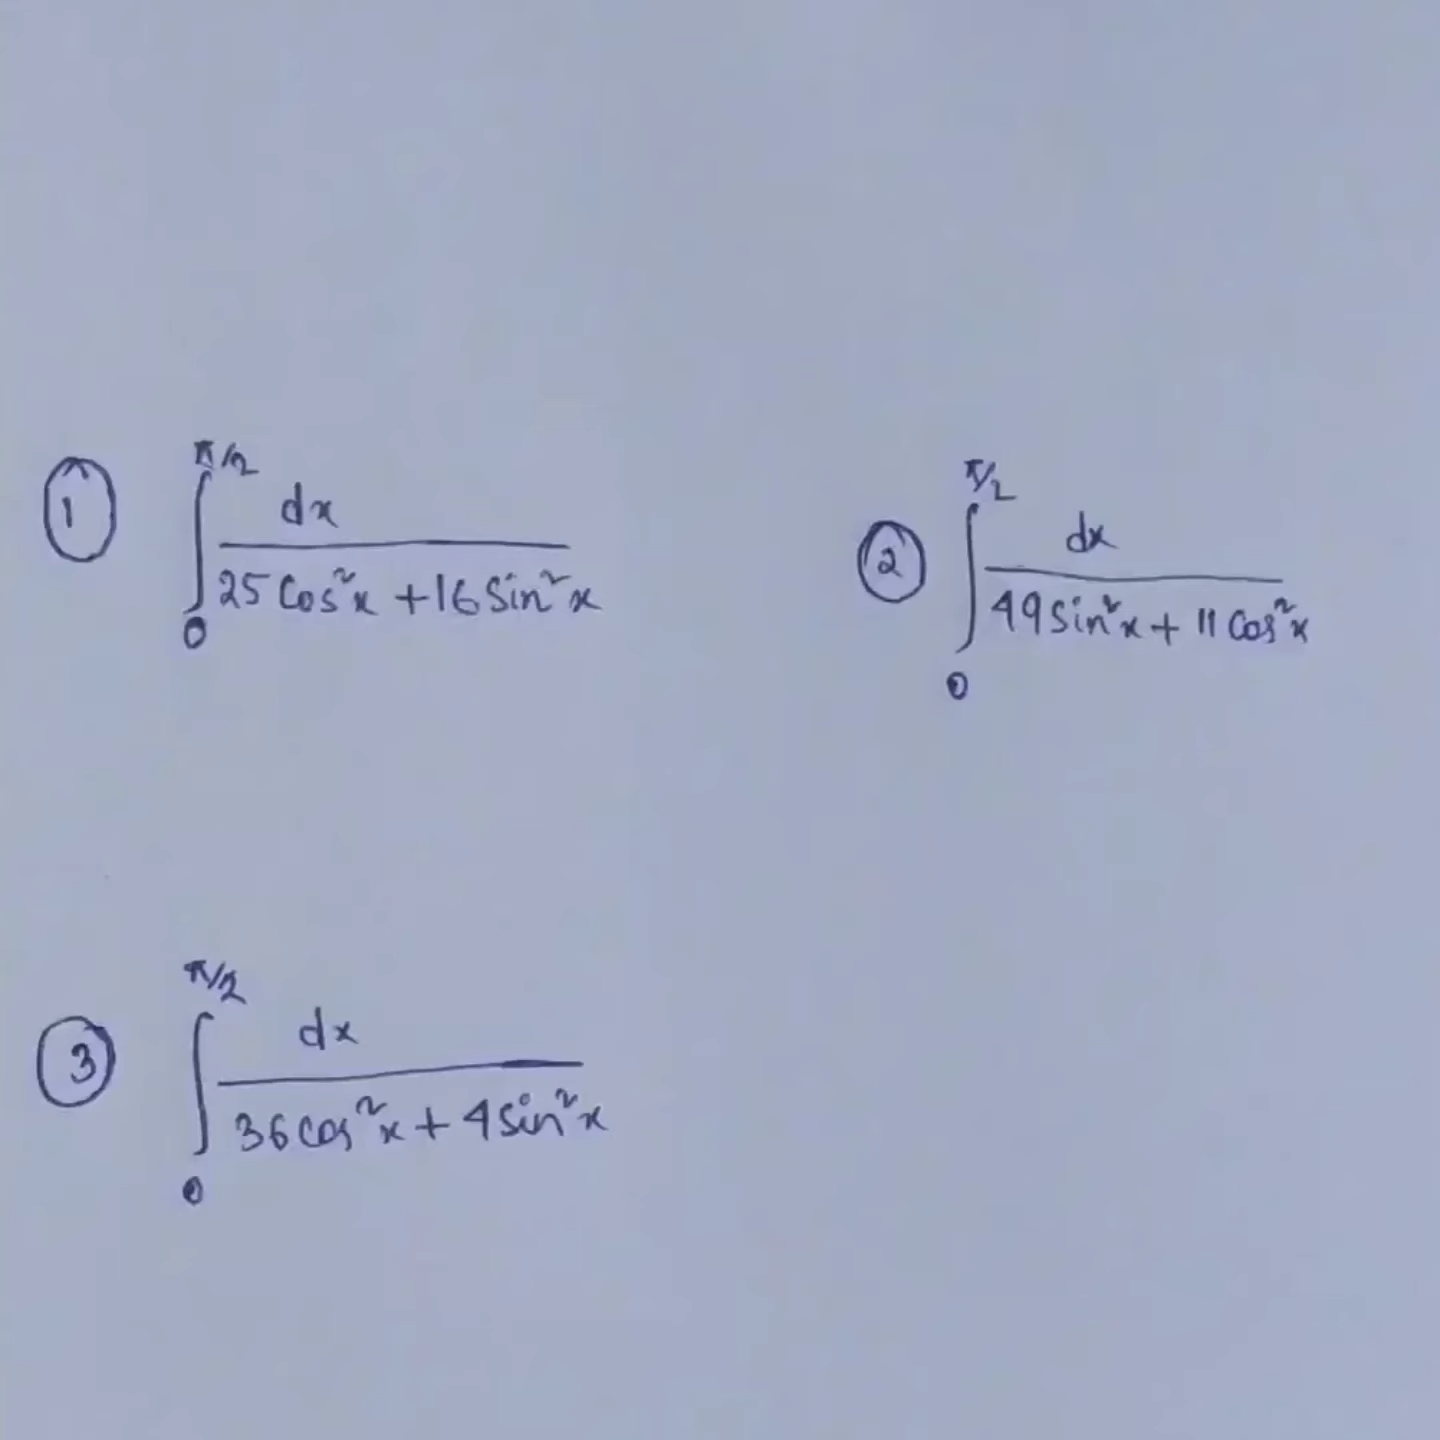 ① ∫₀^π/2 dx / 25 Cos²x + 16 Sin²x
② ∫₀^π/2 dx / 49 Sin²x + 11 Cos²x
③ ∫₀^π/2 dx / 36 cos²x + 4 Sin²x